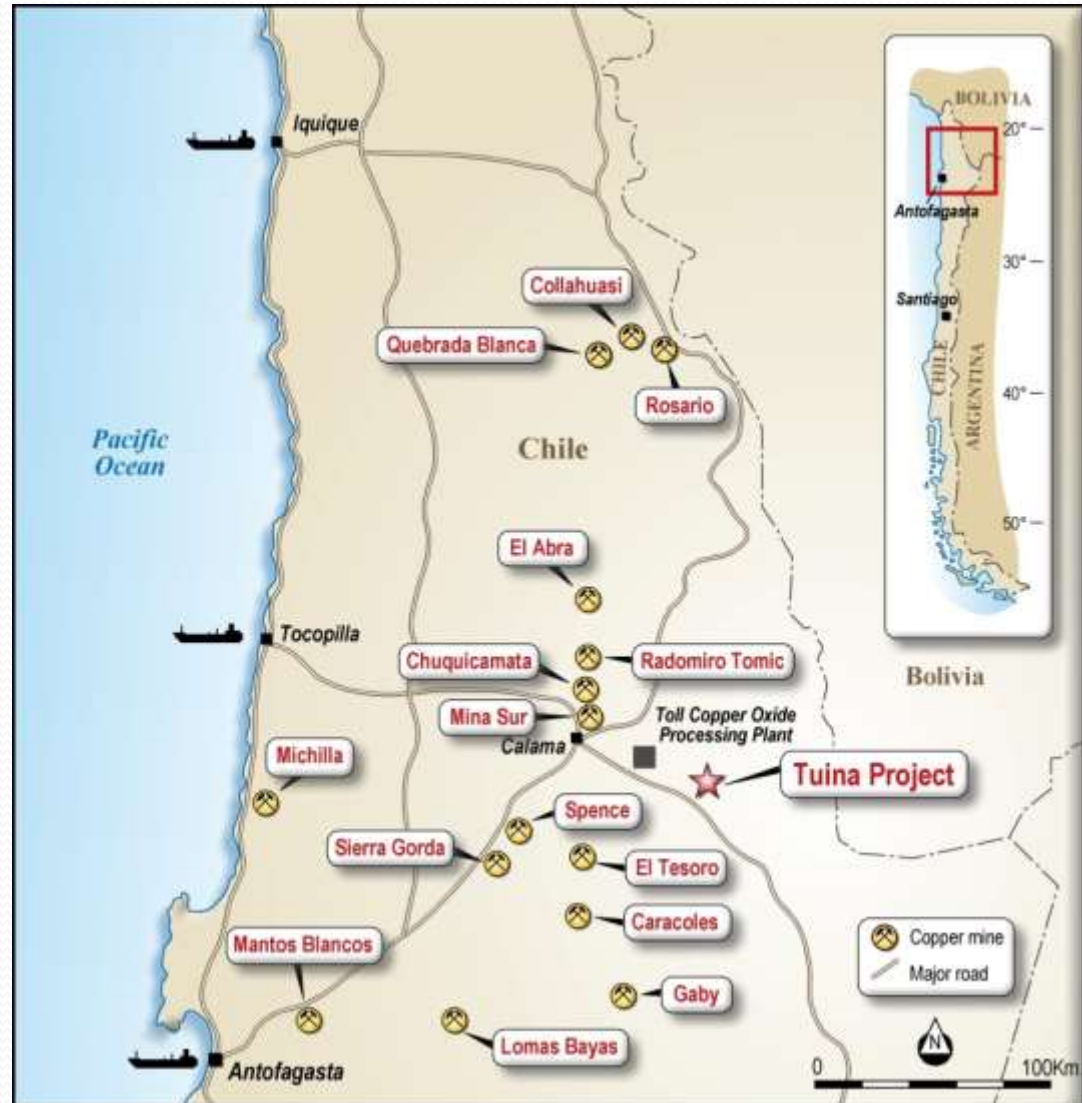 Iquique
BOLIVIA
20°
Antofagasta
30°
Santiago
CHILE
ARGENTINA
40°
50°
Collahuasi
Quebrada Blanca
Rosario
Pacific
Ocean
Chile
El Abra
Tocopilla
Chuquicamata
Radomiro Tomic
Bolivia
Mina Sur
Toll Copper Oxide
Processing Plant
Calama
Michilla
Tuina Project
Spence
Sierra Gorda
El Tesoro
Caracoles
Mantos Blancos
Copper mine
Major road
Gaby
Lomas Bayas
N
Antofagasta
0
100Km